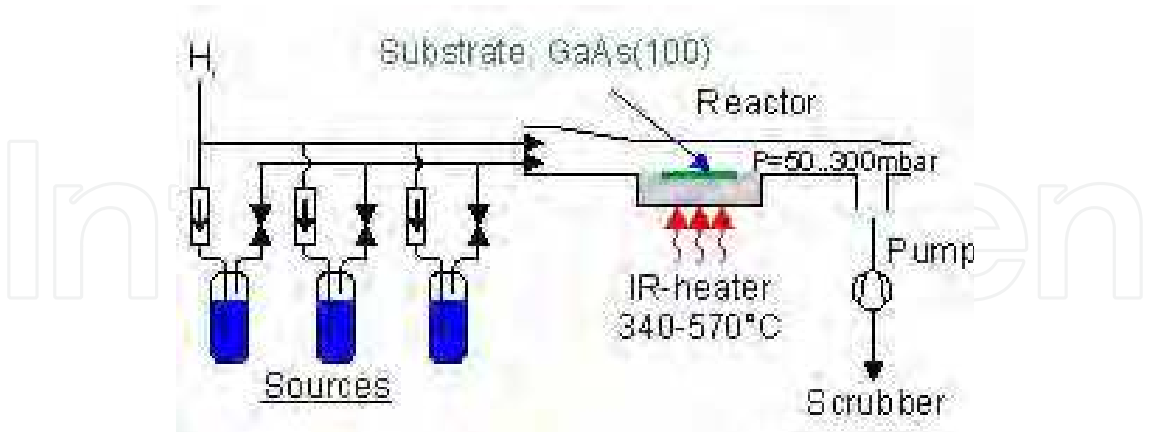 H
Substrate, GaAs(100)
Reactor
P=50..300mbar
Pump
IR-heater
340-570°C
Sources
Scrubber